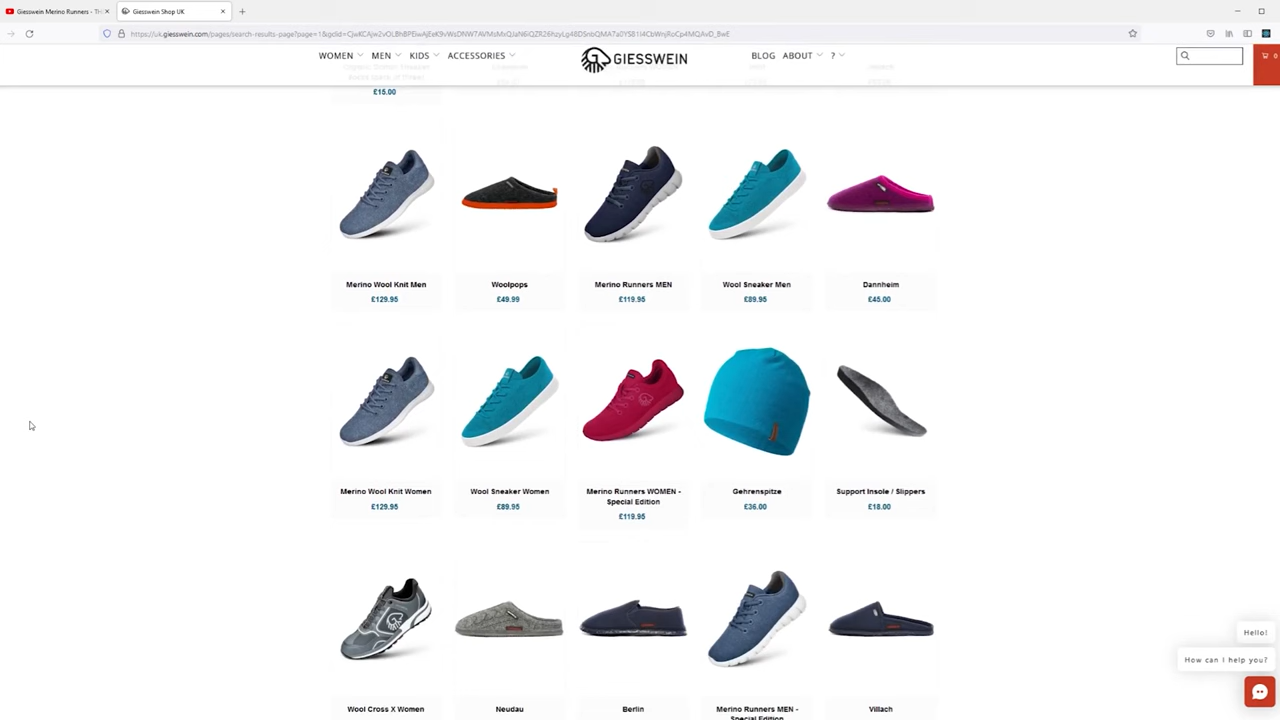 Giesswein Merino Runners - Th
Giesswein Shop UK
WOMEN
MEN
KIDS
ACCESSORIES
GIESSWEIN
BLOG
ABOUT
?
0
£15.00
Merino Wool Knit Men
£129.95
Woolpops
£49.99
Merino Runners MEN
£119.95
Wool Sneaker Men
£89.95
Dannheim
£45.00
Merino Wool Knit Women
£129.95
Wool Sneaker Women
£89.95
Merino Runners WOMEN -
Special Edition
£119.95
Gehrenspitze
£36.00
Support Insole / Slippers
£18.00
Wool Cross X Women
Neudau
Berlin
Merino Runners MEN -
Special Edition
Villach
Hello!
How can I help you?